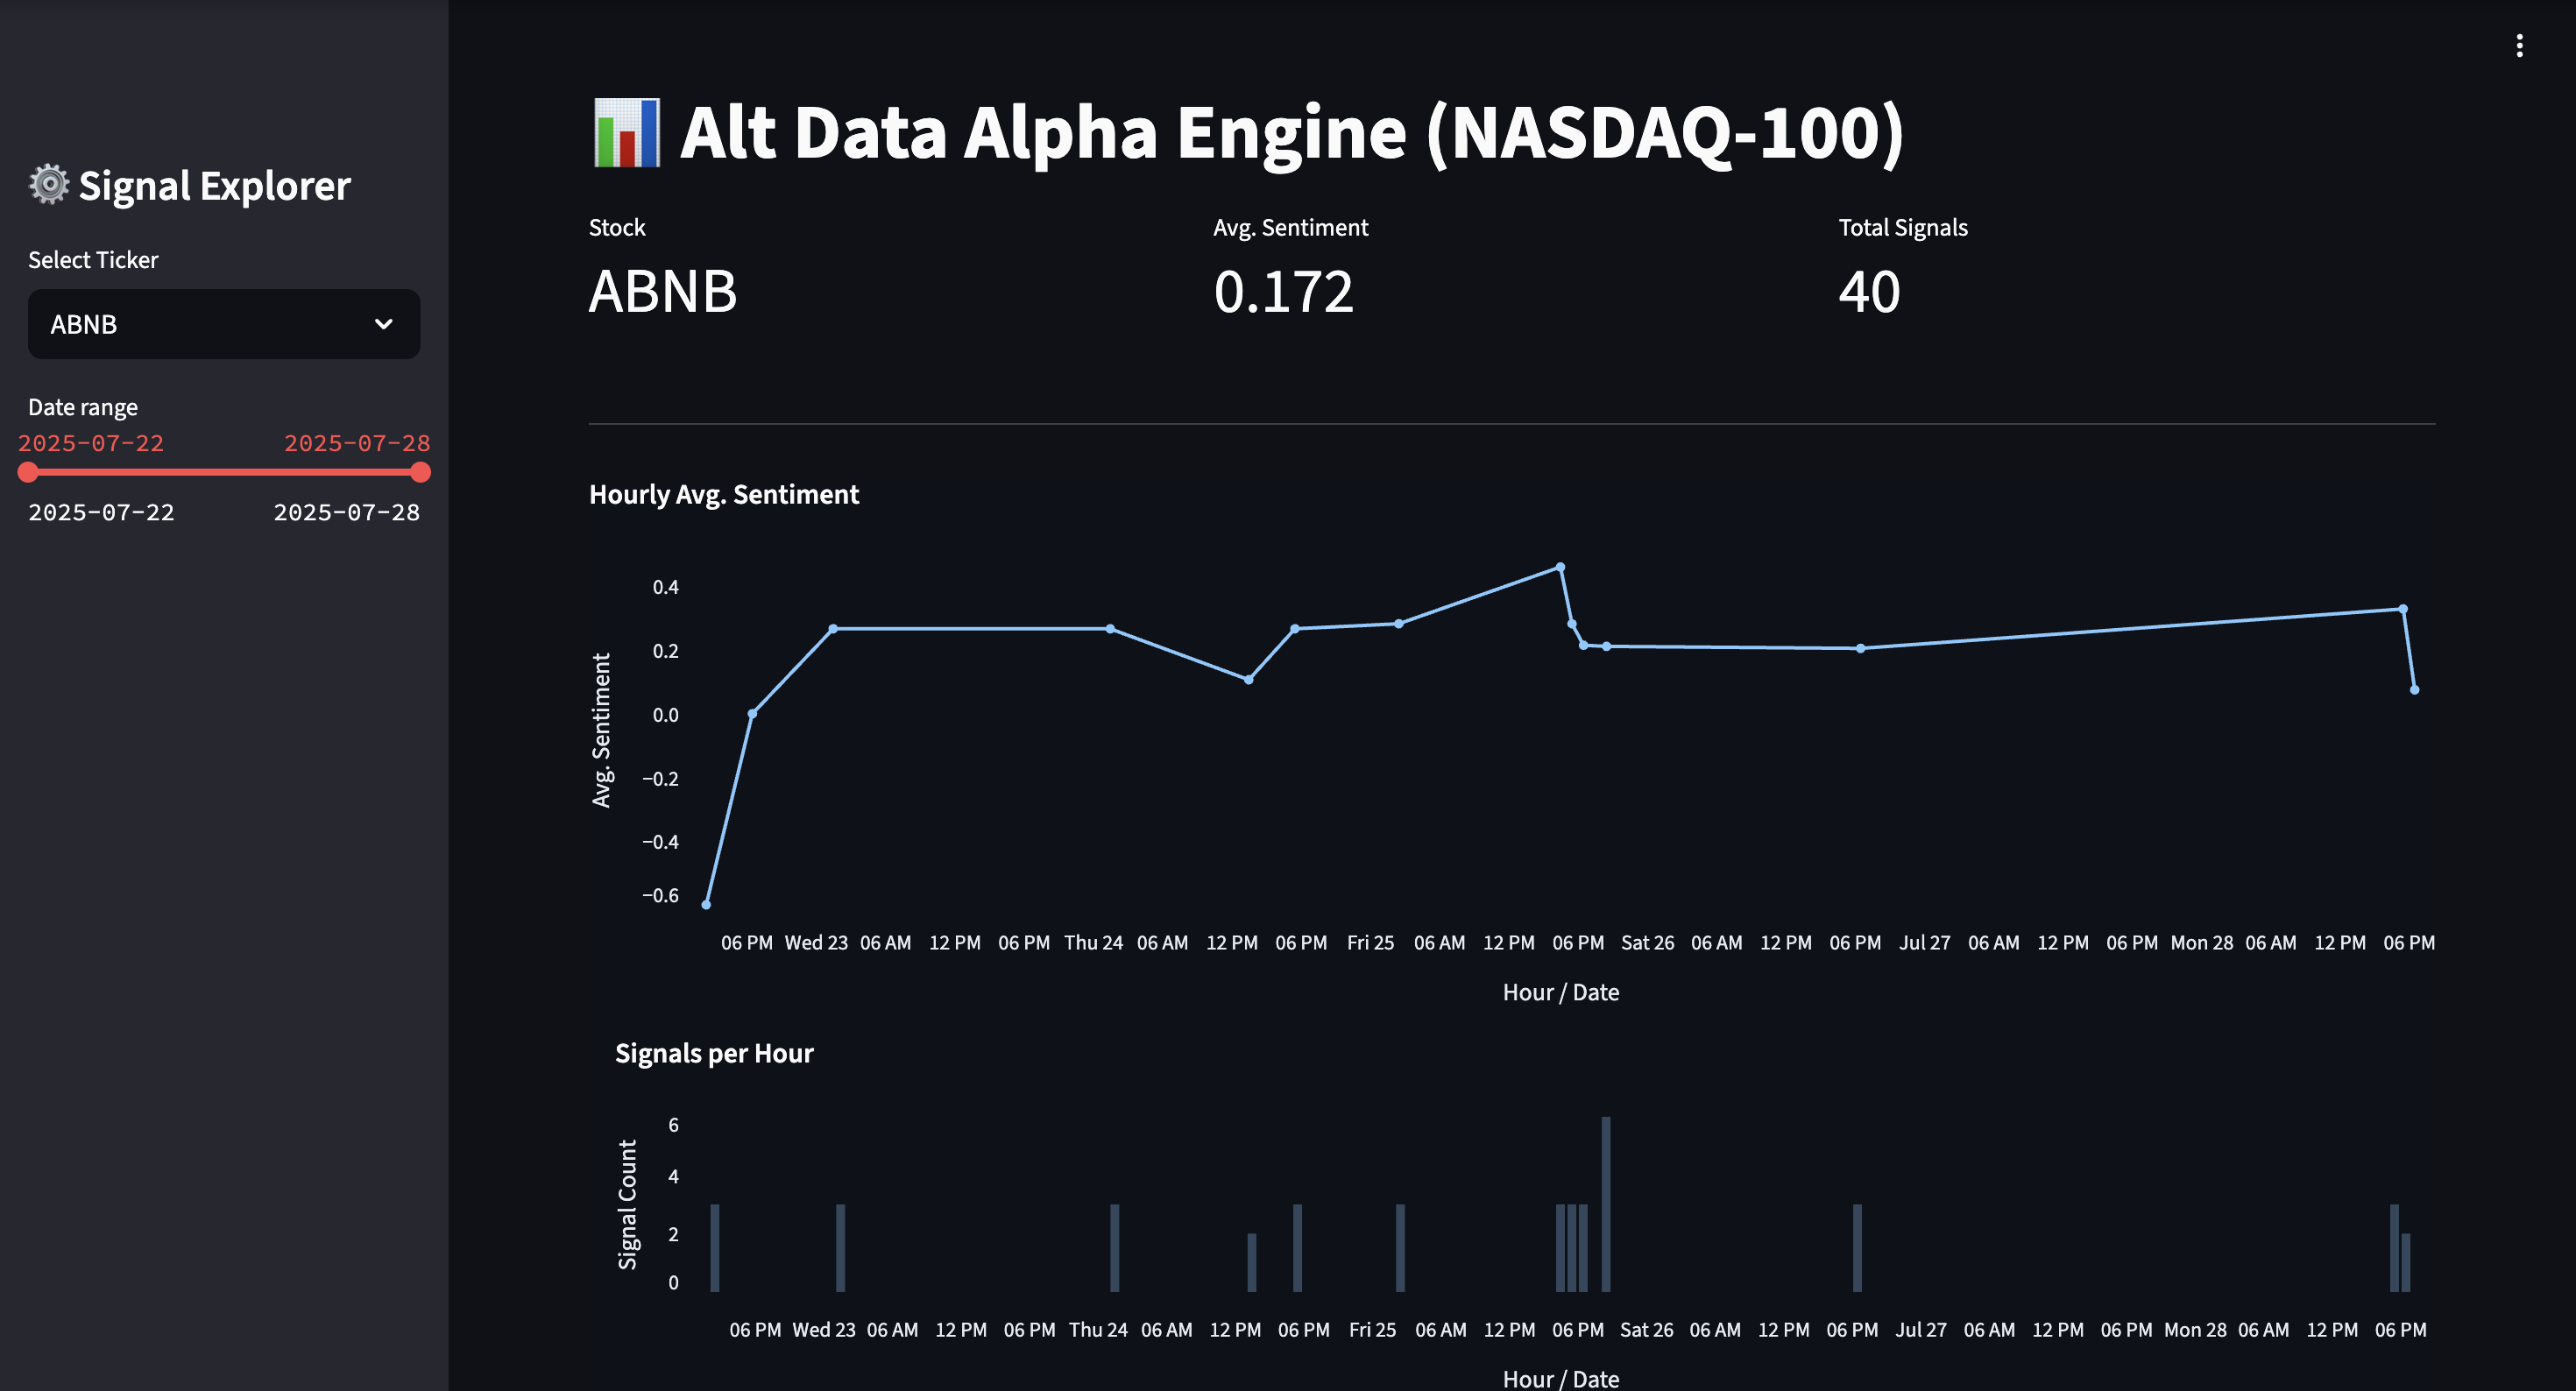 Signal Explorer
Select Ticker
ABNB
Date range
2025-07-22 2025-07-28
2025-07-22 2025-07-28
Alt Data Alpha Engine (NASDAQ-100)
Stock Avg. Sentiment Total Signals
ABNB 0.172 40
Hourly Avg. Sentiment
Avg. Sentiment
0.4
0.2
0.0
−0.2
−0.4
−0.6
06 PM Wed 23 06 AM 12 PM 06 PM Thu 24 06 AM 12 PM 06 PM Fri 25 06 AM 12 PM 06 PM Sat 26 06 AM 12 PM 06 PM Jul 27 06 AM 12 PM 06 PM Mon 28 06 AM 12 PM 06 PM
Hour / Date
Signals per Hour
Signal Count
6
4
2
0
06 PM Wed 23 06 AM 12 PM 06 PM Thu 24 06 AM 12 PM 06 PM Fri 25 06 AM 12 PM 06 PM Sat 26 06 AM 12 PM 06 PM Jul 27 06 AM 12 PM 06 PM Mon 28 06 AM 12 PM 06 PM
Hour / Date